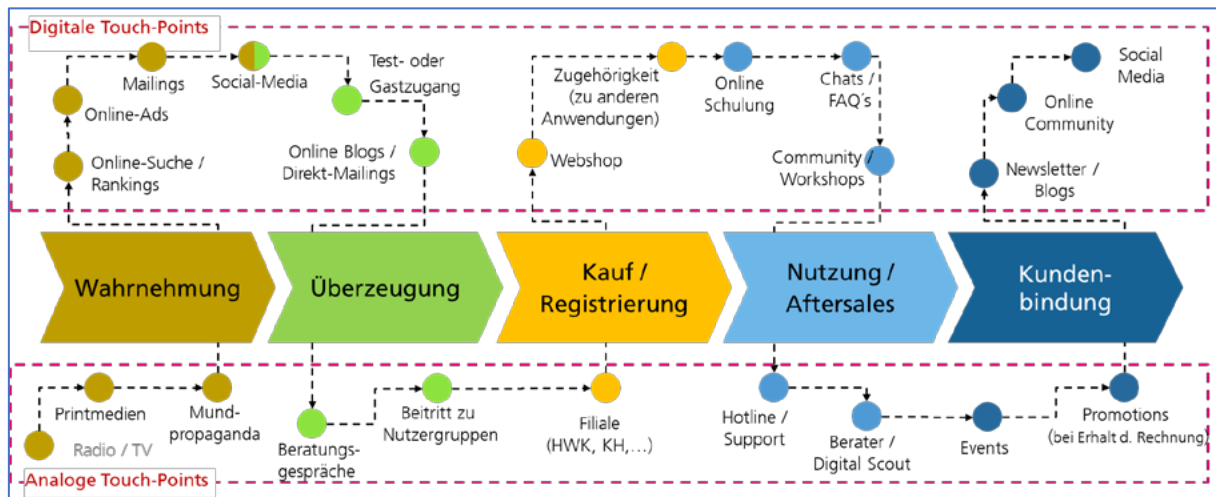 Digitale Touch-Points
Mailings
Social-Media
Test- oder
Gastzugang
Online-Ads
Online-Suche /
Rankings
Online Blogs /
Direkt-Mailings
Webshop
Zugehörigkeit
(zu anderen
Anwendungen)
Online
Schulung
Chats /
FAQ´s
Community /
Workshops
Social
Media
Online
Community
Newsletter /
Blogs
Wahrnehmung
Überzeugung
Kauf /
Registrierung
Nutzung /
Aftersales
Kunden-
bindung
Radio / TV
Printmedien
Mund-
propaganda
Beratungs-
gespräche
Beitritt zu
Nutzergruppen
Filiale
(HWK, KH,...)
Hotline /
Support
Berater /
Digital Scout
Events
Promotions
(bei Erhalt d. Rechnung)
Analoge Touch-Points